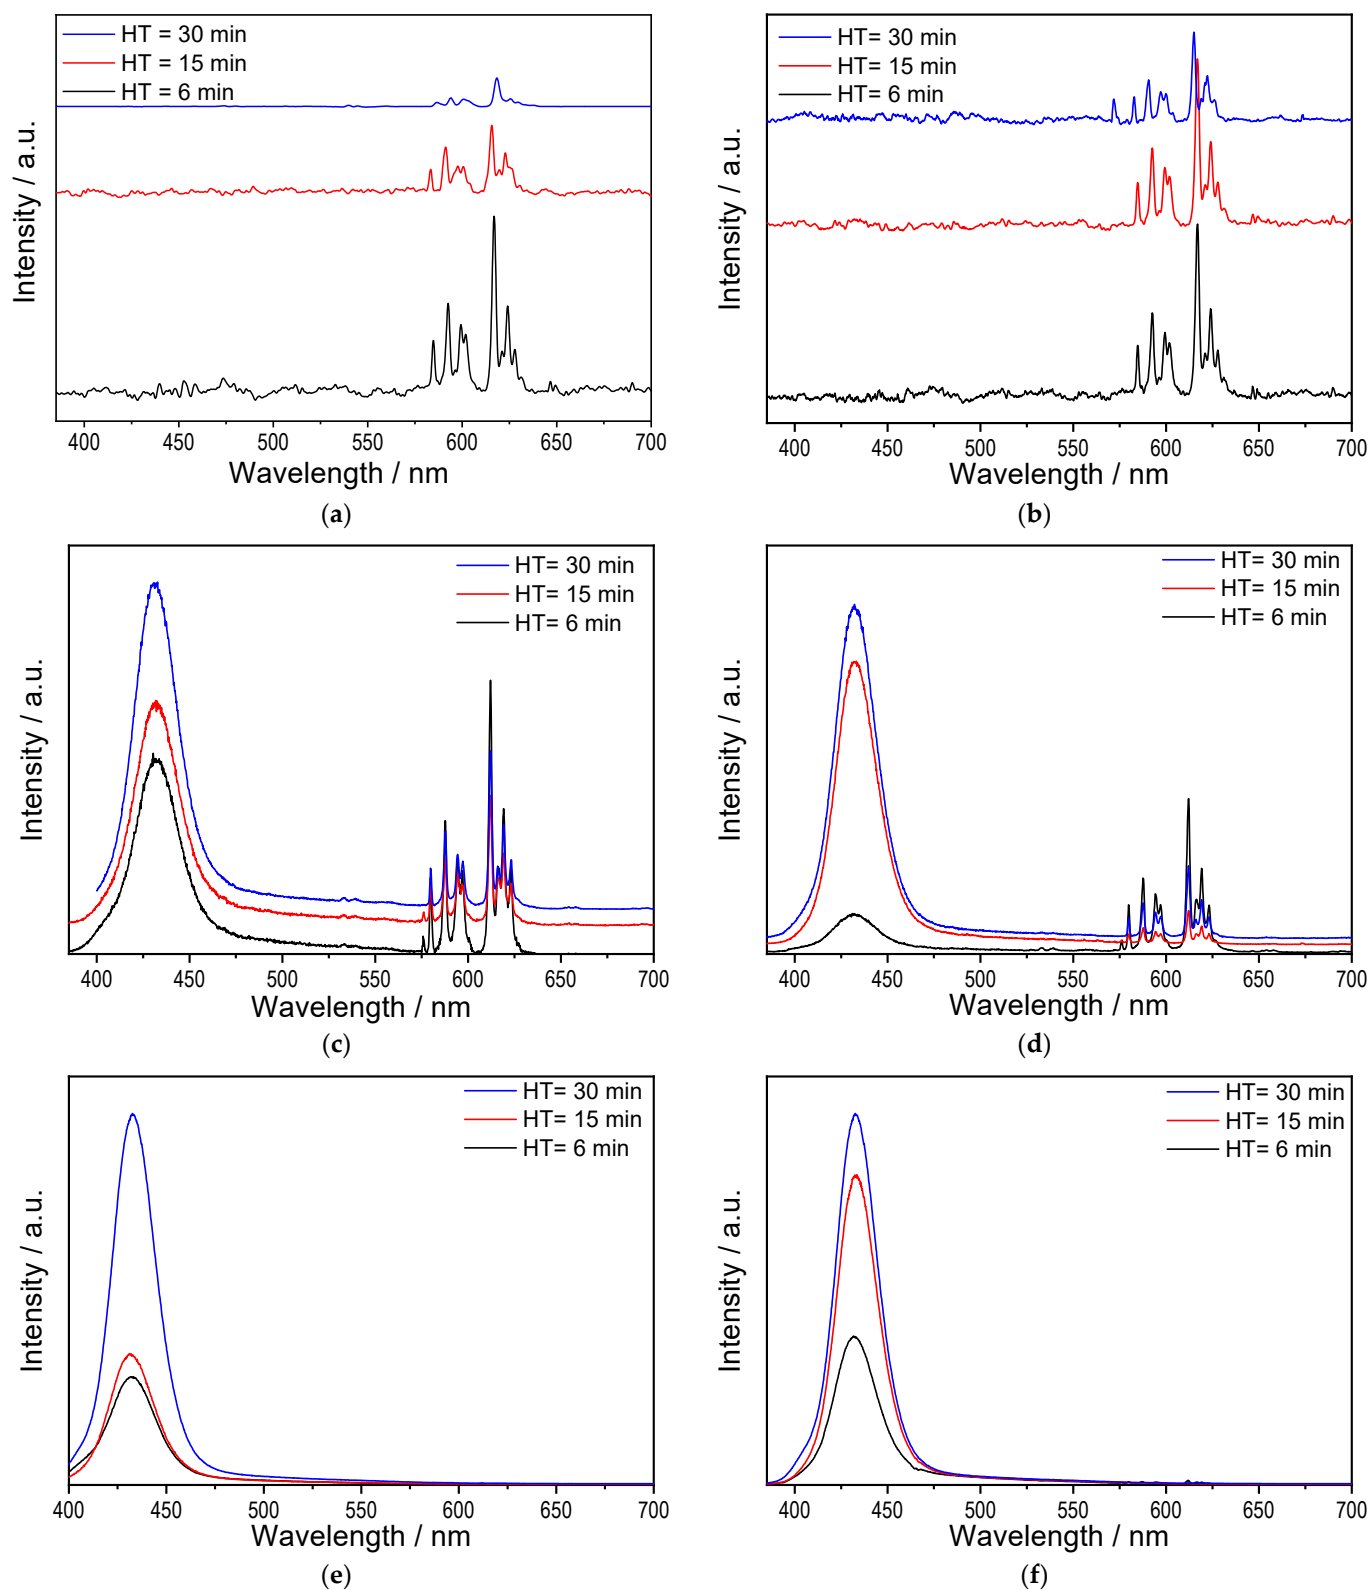 HT = 30 min
HT = 15 min
HT = 6 min
Intensity / a.u.
400 450 500 550 600 650 700
Wavelength / nm
(a)
HT= 30 min
HT= 15 min
HT= 6 min
Intensity / a.u.
400 450 500 550 600 650 700
Wavelength / nm
(b)
HT= 30 min
HT= 15 min
HT= 6 min
Intensity / a.u.
400 450 500 550 600 650 700
Wavelength / nm
(c)
HT= 30 min
HT= 15 min
HT= 6 min
Intensity / a.u.
400 450 500 550 600 650 700
Wavelength / nm
(d)
HT= 30 min
HT= 15 min
HT= 6 min
Intensity / a.u.
400 450 500 550 600 650 700
Wavelength / nm
(e)
HT= 30 min
HT= 15 min
HT= 6 min
Intensity / a.u.
400 450 500 550 600 650 700
Wavelength / nm
(f)